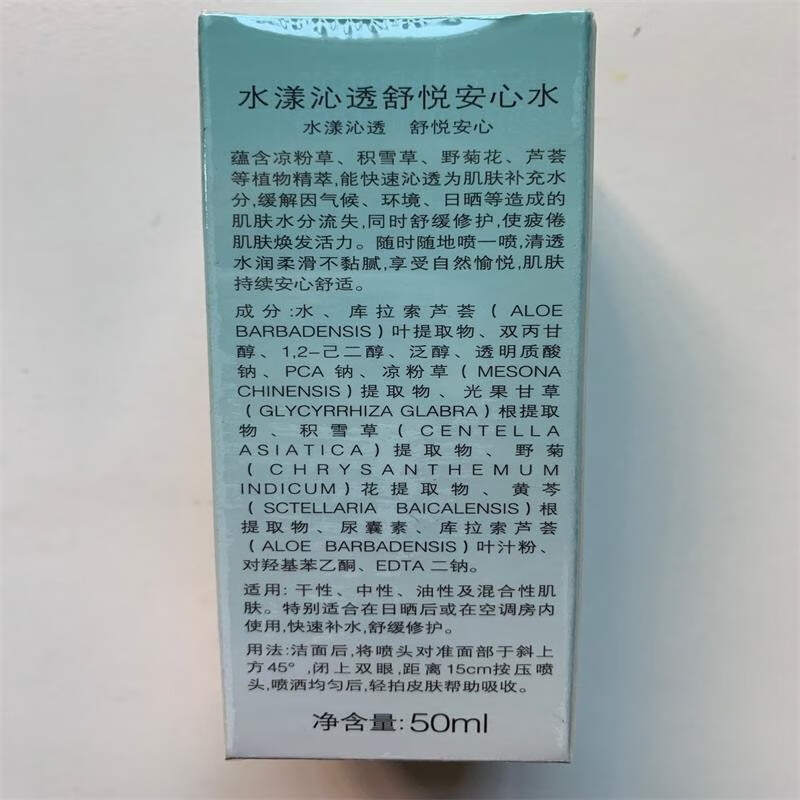 水漾沁透舒悦安心水
水漾沁透 舒悦安心
蕴含凉粉草、积雪草、野菊花、芦荟
等植物精萃,能快速沁透为肌肤补充水
分,缓解因气候、环境、日晒等造成的
肌肤水分流失,同时舒缓修护,使疲倦
肌肤焕发活力。随时随地喷一喷,清透
水润柔滑不黏腻,享受自然愉悦,肌肤
持续安心舒适。
成分:水、库拉索芦荟(ALOE
BARBADENSIS)叶提取物、双丙甘
醇、1,2-己二醇、泛醇、透明质酸
钠、PCA 钠、凉粉草(MESONA
CHINENSIS)提取物、光果甘草
(GLYCYRRHIZA GLABRA)根提取
物、积雪草(CENTELLA
ASIATICA)提取物、野菊
(CHRYSANTHEMUM
INDICUM)花提取物、黄芩
(SCTELLARIA BAICALENSIS)根
提取物、尿囊素、库拉索芦荟
(ALOE BARBADENSIS)叶汁粉、
对羟基苯乙酮、EDTA 二钠。
适用:干性、中性、油性及混合性肌
肤。特别适合在日晒后或在空调房内
使用,快速补水,舒缓修护。
用法:洁面后,将喷头对准面部于斜上
方45°,闭上双眼,距离15cm按压喷
头,喷洒均匀后,轻拍皮肤帮助吸收。
净含量:50ml